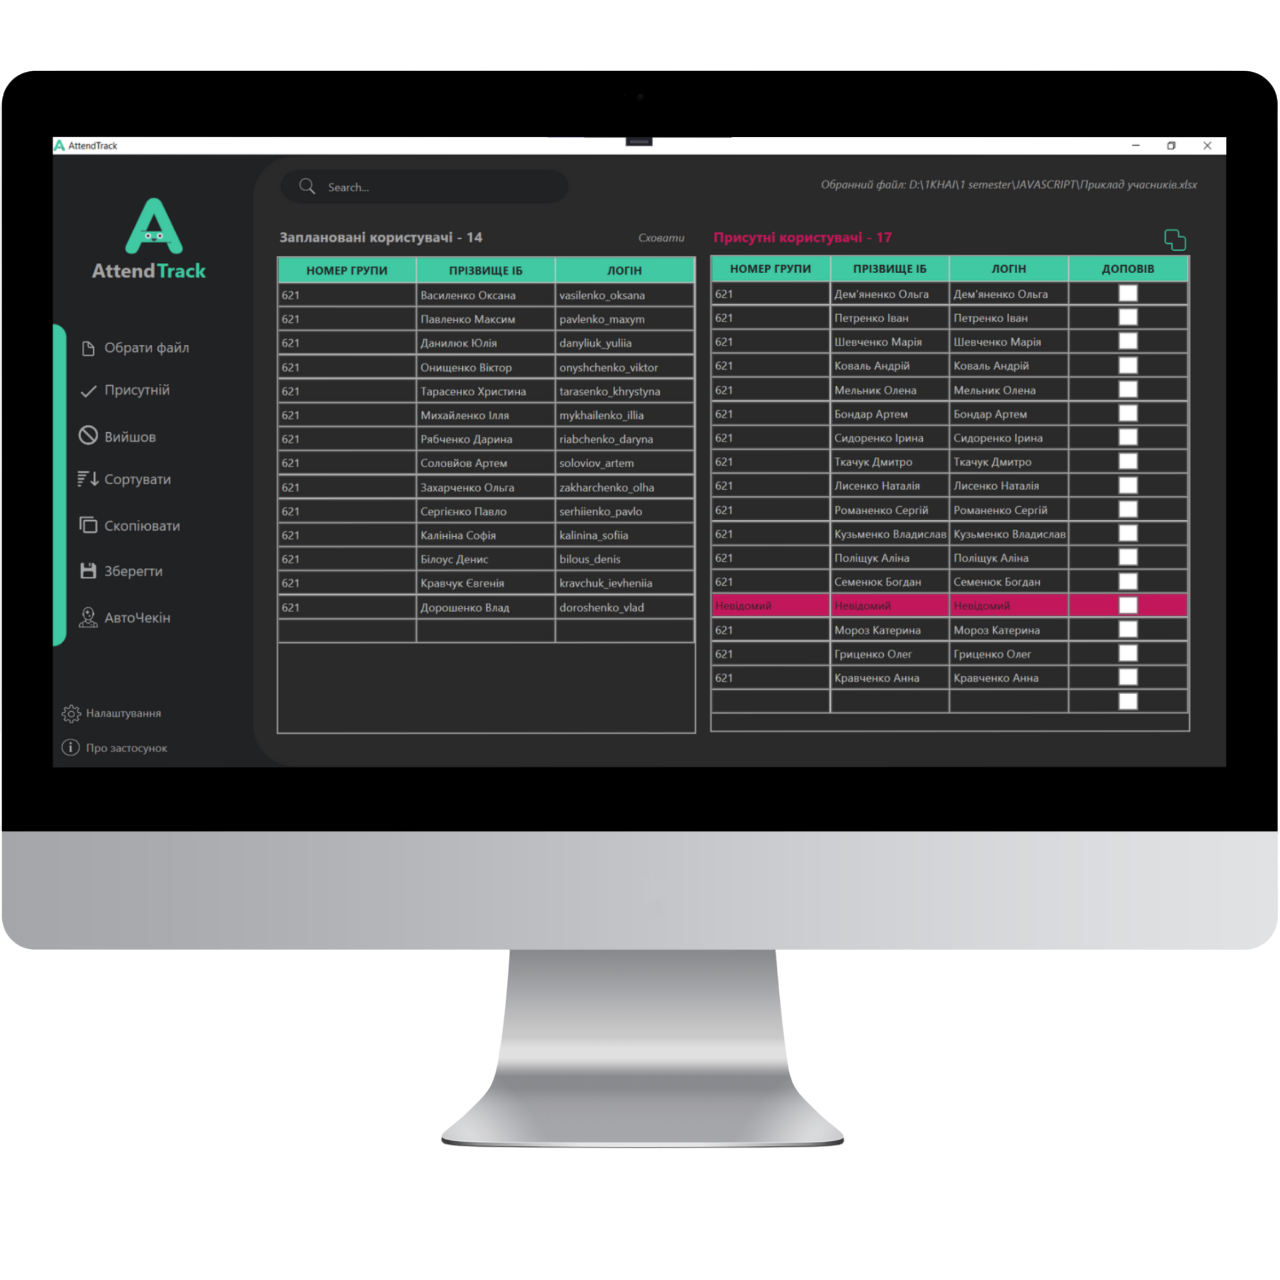 AttendTrack
Search...
Обранний файл: D:\1KHAI\1 semester\JAVASCRIPT\Приклад учасників.xlsx
AttendTrack
Обрати файл
Присутній
Вийшов
Сортувати
Скопіювати
Зберегти
АвтоЧекін
Налаштування
Про застосунок
Заплановані користувачі - 14 Сховати
НОМЕР ГРУПИ ПРІЗВИЩЕ ІБ ЛОГІН
621 Василенко Оксана vasilenko_oksana
621 Павленко Максим pavlenko_maxym
621 Данилюк Юлія danyliuk_yuliia
621 Онищенко Віктор onyshchenko_viktor
621 Тарасенко Христина tarasenko_khrystyna
621 Михайленко Ілля mykhailenko_illia
621 Рябченко Дарина riabchenko_daryna
621 Соловйов Артем soloviov_artem
621 Захарченко Ольга zakharchenko_olha
621 Сергієнко Павло serhiienko_pavlo
621 Калініна Софія kalinina_sofiia
621 Білоус Денис bilous_denis
621 Кравчук Євгенія kravchuk_ievheniia
621 Дорошенко Влад doroshenko_vlad
Присутні користувачі - 17
НОМЕР ГРУПИ ПРІЗВИЩЕ ІБ ЛОГІН ДОПОВІВ
621 Дем'яненко Ольга Дем'яненко Ольга
621 Петренко Іван Петренко Іван
621 Шевченко Марія Шевченко Марія
621 Коваль Андрій Коваль Андрій
621 Мельник Олена Мельник Олена
621 Бондар Артем Бондар Артем
621 Сидоренко Ірина Сидоренко Ірина
621 Ткачук Дмитро Ткачук Дмитро
621 Лисенко Наталія Лисенко Наталія
621 Романенко Сергій Романенко Сергій
621 Кузьменко Владислав Кузьменко Владислав
621 Поліщук Аліна Поліщук Аліна
621 Семенюк Богдан Семенюк Богдан
Невідомий Невідомий Невідомий
621 Мороз Катерина Мороз Катерина
621 Гриценко Олег Гриценко Олег
621 Кравченко Анна Кравченко Анна